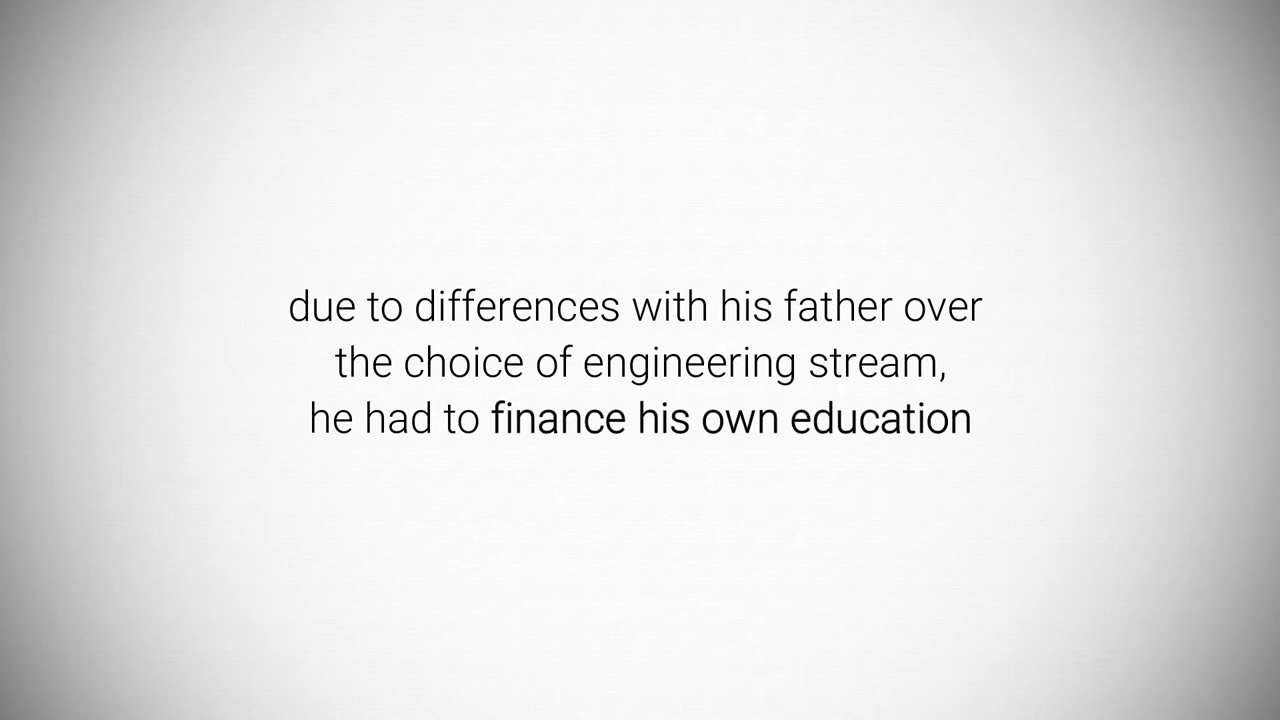 due to differences with his father over
the choice of engineering stream,
he had to finance his own education